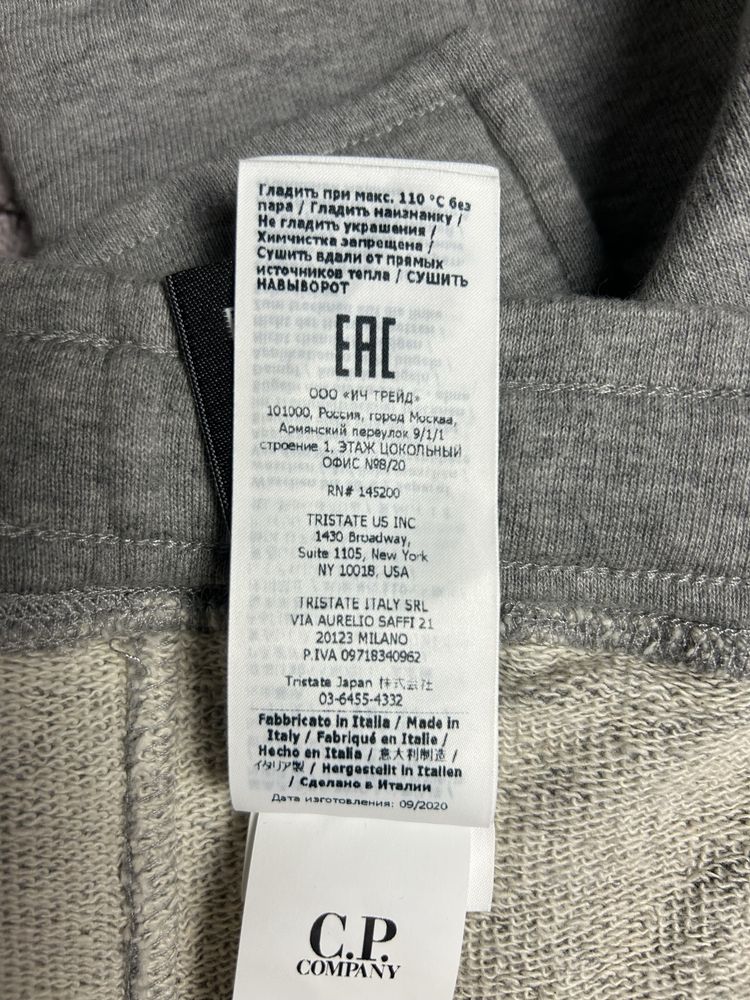 Гладить при макс. 110 °C без
пара / Гладить наизнанку /
Не гладить украшения /
Химчистка запрещена /
Сушить вдали от прямых
источников тепла / СУШИТЬ
НАВЫВОРОТ
EAC
ООО «ИЧ ТРЕЙД»
101000, Россия, город Москва,
Армянский переулок 9/1/1
строение 1, ЭТАЖ ЦОКОЛЬНЫЙ
ОФИС №8/20
RN# 145200
TRISTATE US INC
1430 Broadway,
Suite 1105, New York
NY 10018, USA
TRISTATE ITALY SRL
VIA AURELIO SAFFI 21
20123 MILANO
P.IVA 09718340962
Tristate Japan 株式会社
03-6455-4332
Fabbricato in Italia / Made in
Italy / Fabriqué en Italie /
Hecho en Italia / 意大利制造 /
イタリア製 / Hergestellt in Italien
/ Сделано в Италии
Дата изготовления: 09/2020
C.P.
COMPANY